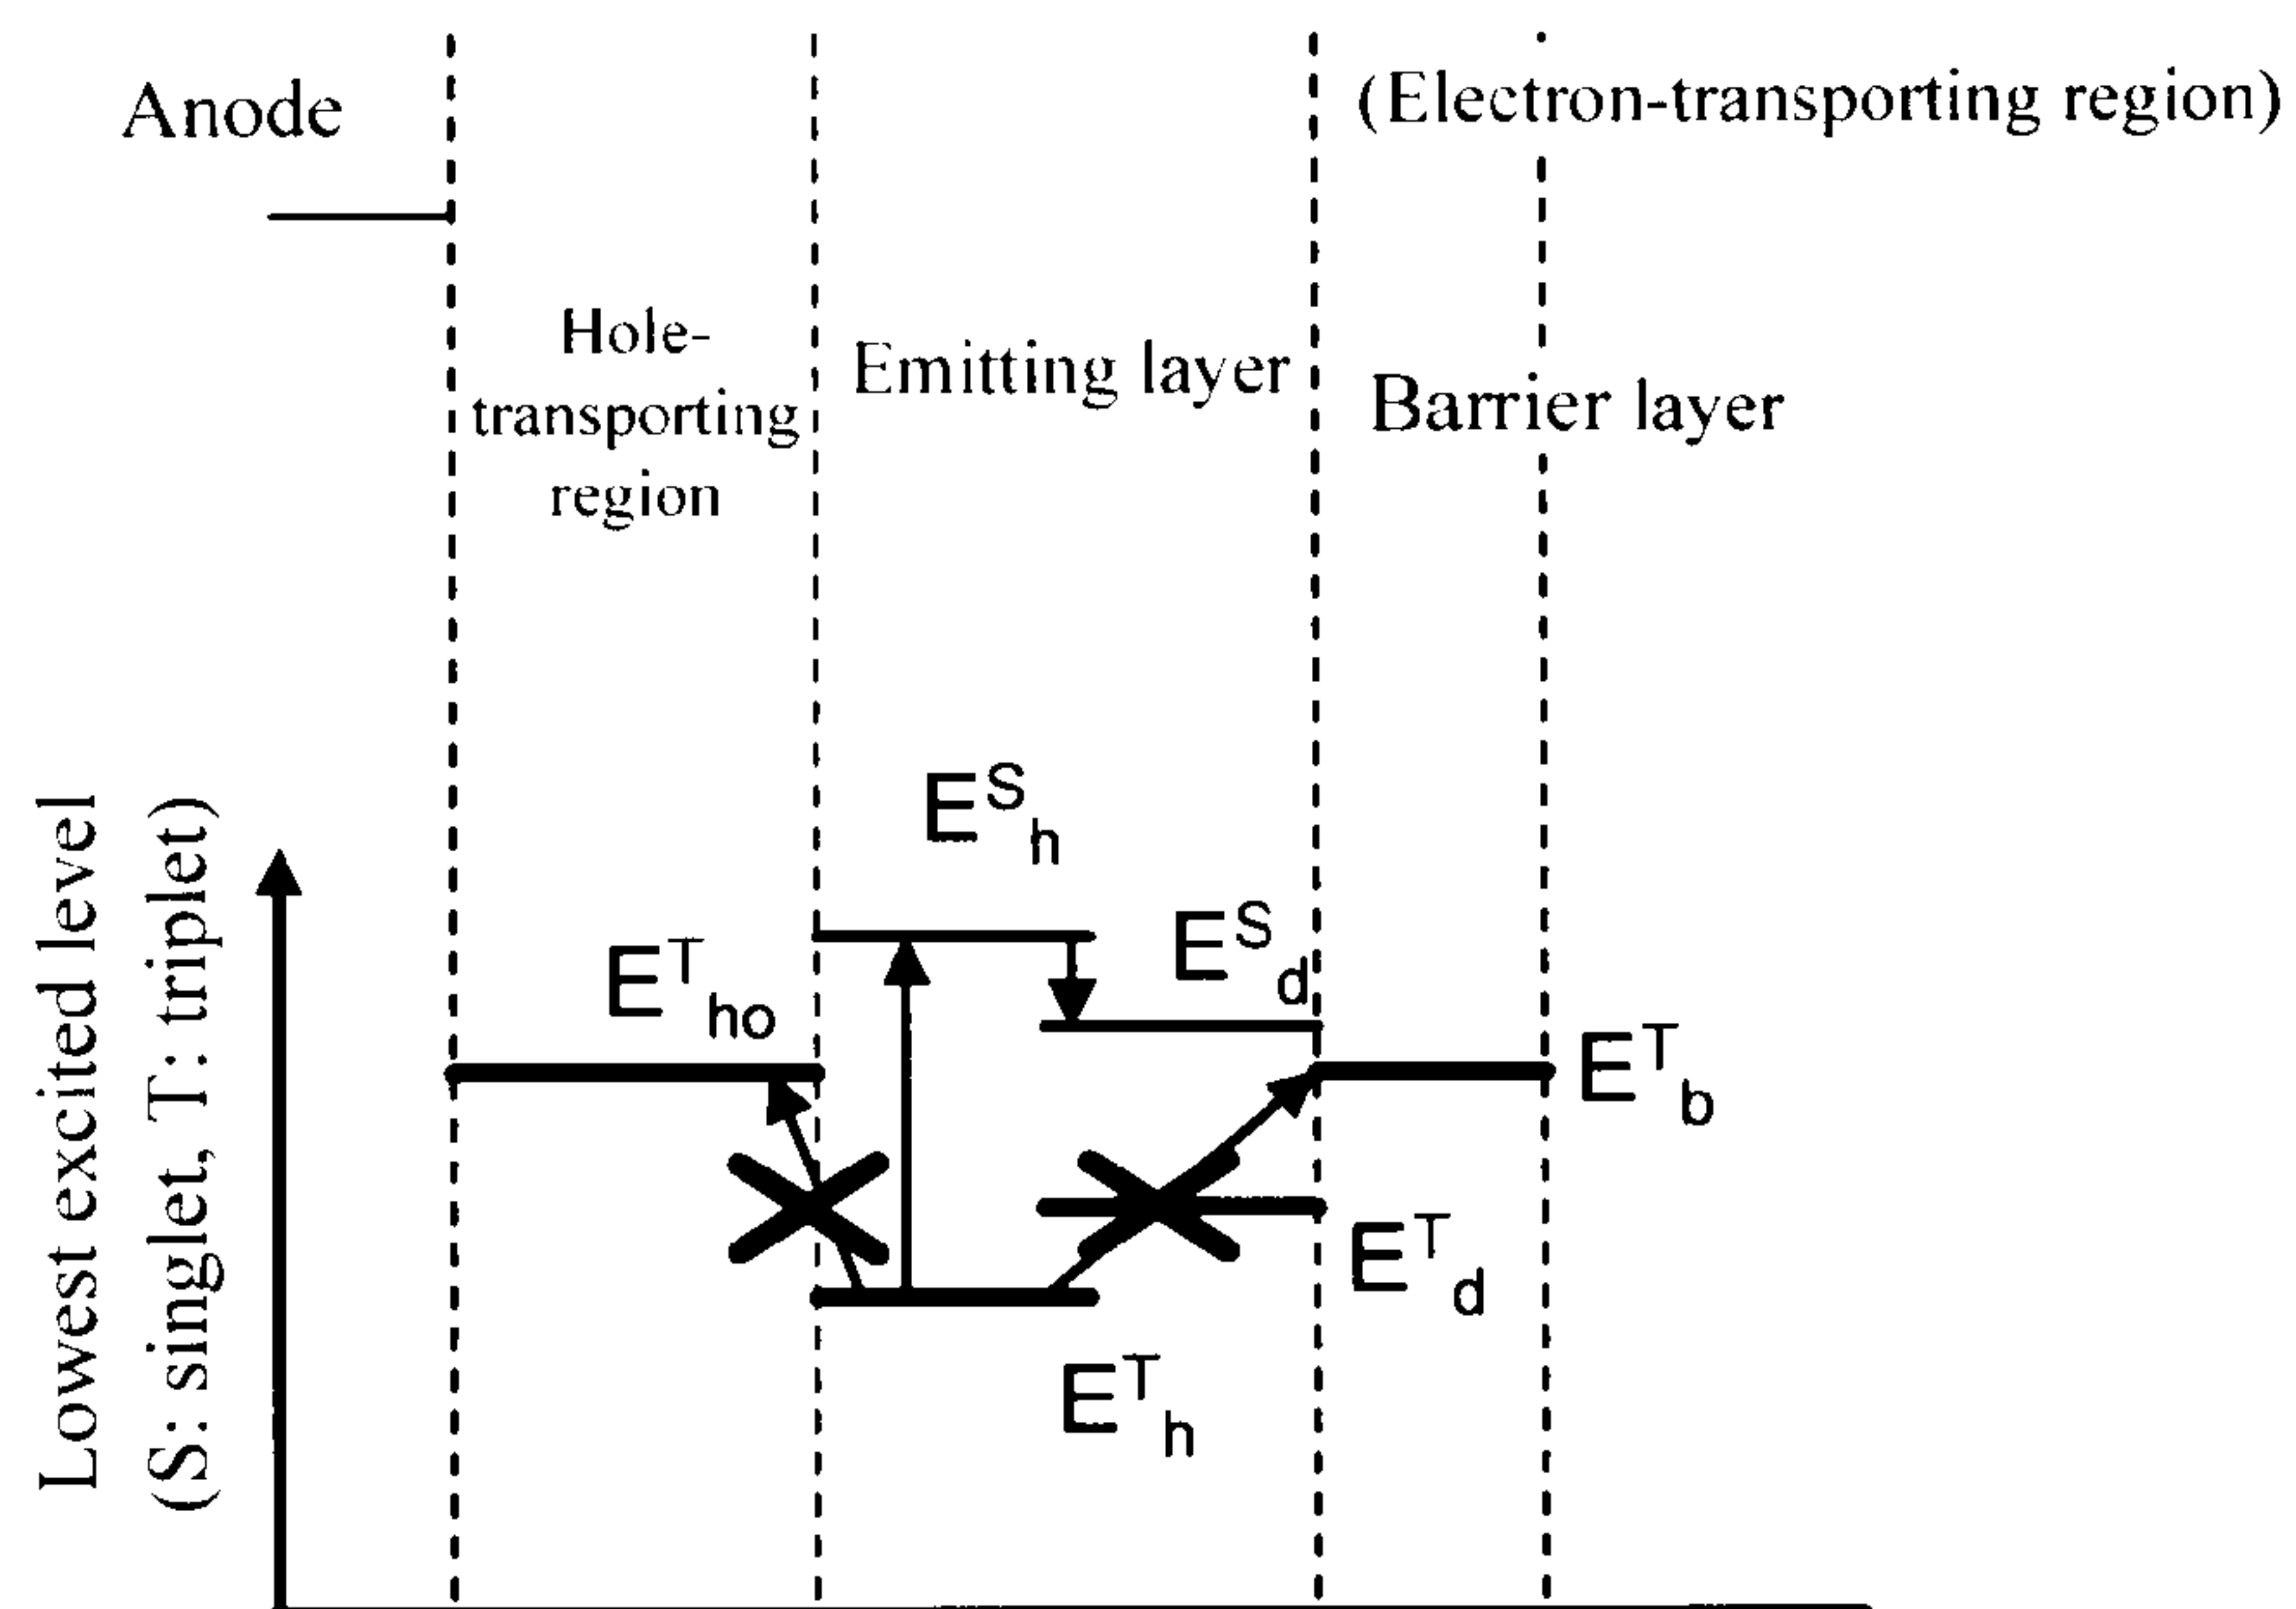 Anode
(Electron-transporting region)
Hole-
transporting
region
Emitting layer
Barrier layer
Lowest excited level
(S: singlet, T: triplet)
E^S_h
E^S_d
E^T_ho
E^T_b
E^T_d
E^T_h